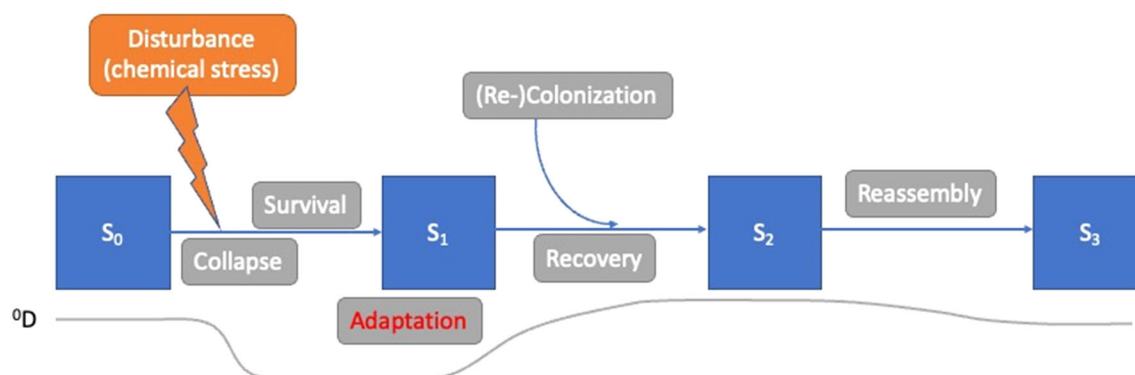 Disturbance
(chemical stress)
(Re-)Colonization
S₀
Survival
Collapse
S₁
Recovery
S₂
Reassembly
S₃
⁰D
Adaptation